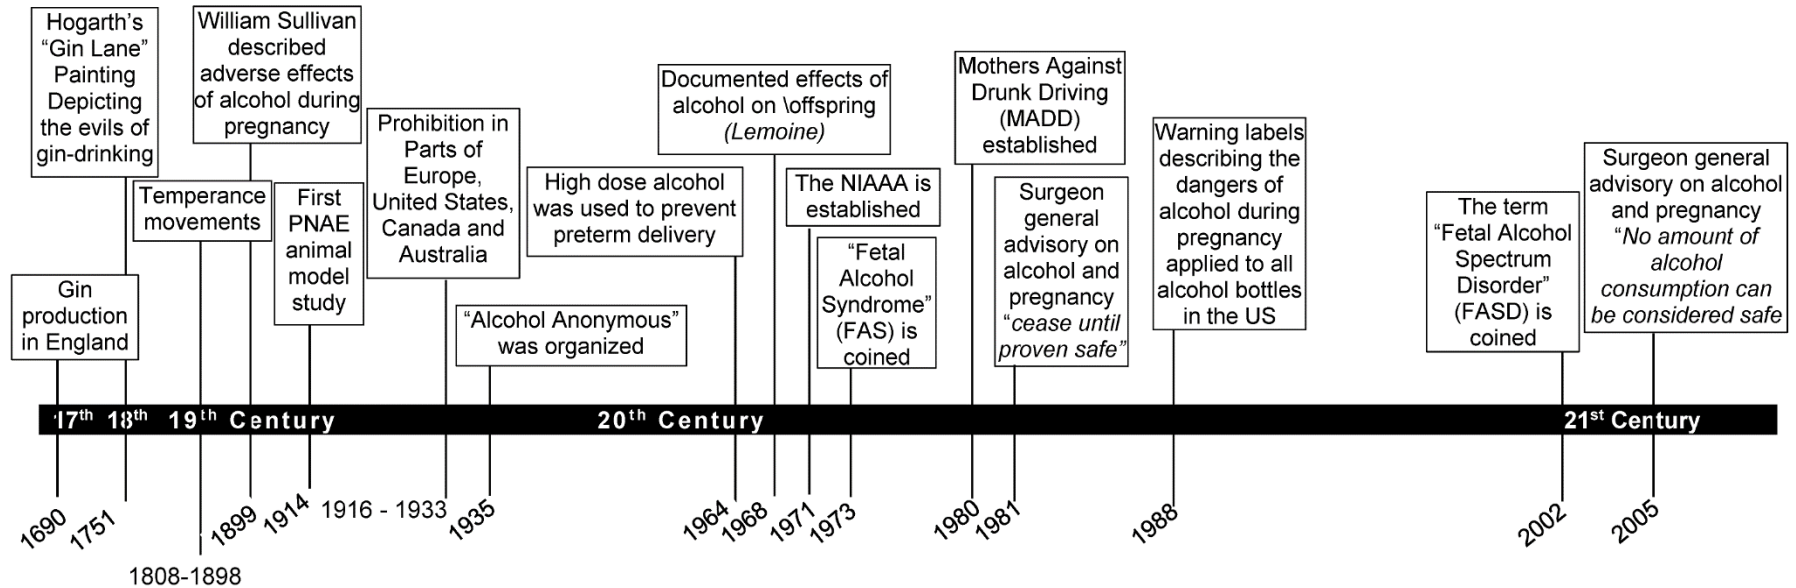 Hogarth’s
“Gin Lane”
Painting
Depicting
the evils of
gin-drinking
William Sullivan
described
adverse effects
of alcohol during
pregnancy
Temperance
movements
Gin
production
in England
First
PNAE
animal
model
study
Prohibition in
Parts of
Europe,
United States,
Canada and
Australia
“Alcohol Anonymous”
was organized
High dose alcohol
was used to prevent
preterm delivery
Documented effects of
alcohol on \offspring
(Lemoine)
The NIAAA is
established
“Fetal
Alcohol
Syndrome”
(FAS) is
coined
Mothers Against
Drunk Driving
(MADD)
established
Surgeon
general
advisory on
alcohol and
pregnancy
“cease until
proven safe”
Warning labels
describing the
dangers of
alcohol during
pregnancy
applied to all
alcohol bottles
in the US
The term
“Fetal Alcohol
Spectrum
Disorder”
(FASD) is
coined
Surgeon general
advisory on alcohol
and pregnancy
“No amount of
alcohol
consumption can
be considered safe
17th 18th 19th Century 20th Century 21st Century
1690
1751
1808-1898
1899
1914
1916 - 1933
1935
1964
1968
1971
1973
1980
1981
1988
2002
2005